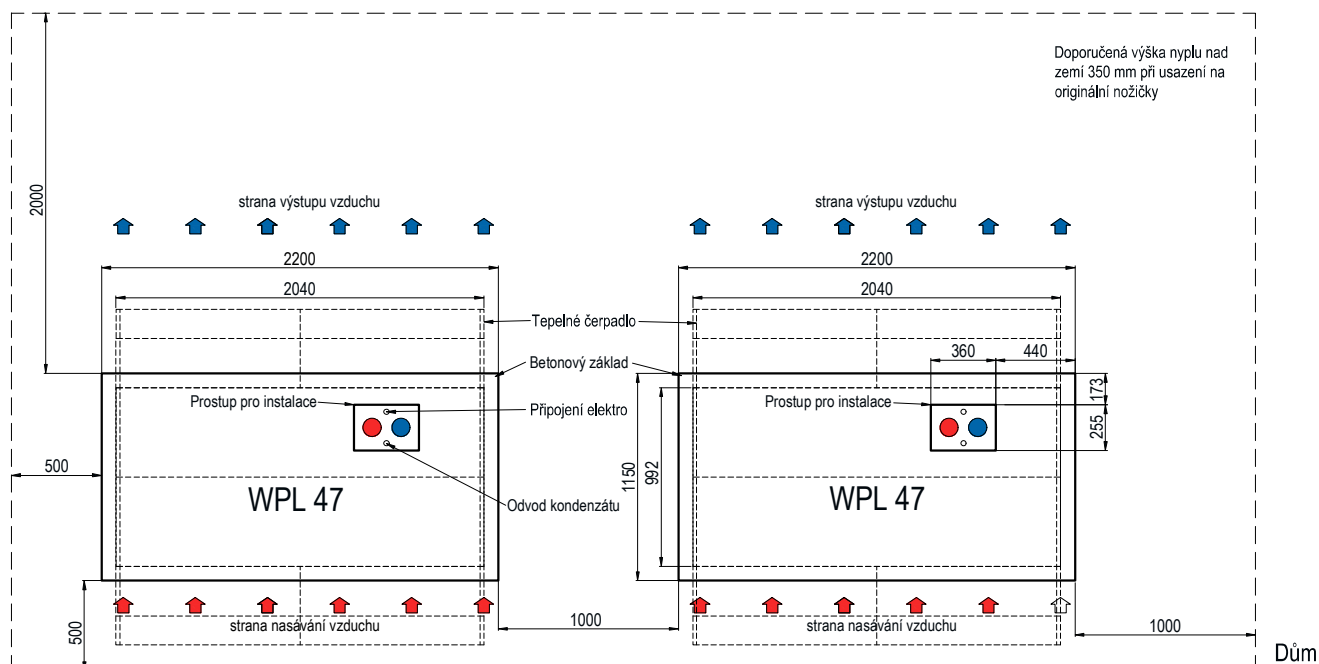 Doporučená výška nyplu nad
zemí 350 mm při usazení na
originální nožičky
2000
strana výstupu vzduchu
strana výstupu vzduchu
2200
2200
2040
2040
Tepelné čerpadlo
Betonový základ
360
440
173
Prostup pro instalace
Připojení elektro
Prostup pro instalace
255
500
1150
992
WPL 47
Odvod kondenzátu
WPL 47
500
strana nasávání vzduchu
1000
strana nasávání vzduchu
1000
Dům